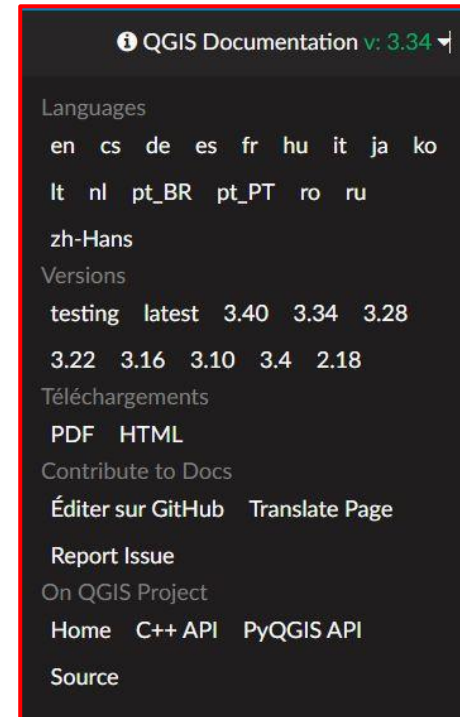 QGIS Documentation v: 3.34
Languages
en cs de es fr hu it ja ko
lt nl pt_BR pt_PT ro ru
zh-Hans
Versions
testing latest 3.40 3.34 3.28
3.22 3.16 3.10 3.4 2.18
Téléchargements
PDF HTML
Contribute to Docs
Éditer sur GitHub Translate Page
Report Issue
On QGIS Project
Home C++ API PyQGIS API
Source